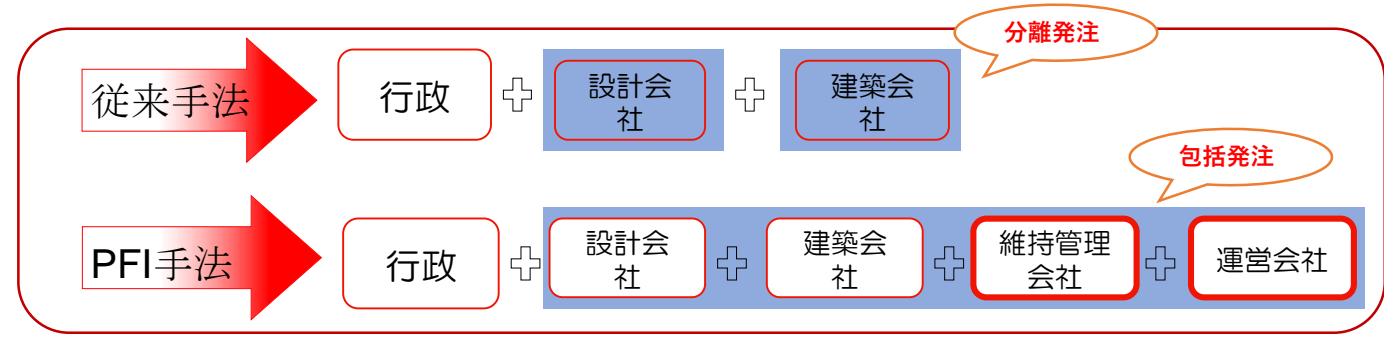 分離発注
従来手法
行政
設計会
社
建築会
社
包括発注
PFI手法
行政
設計会
社
建築会
社
維持管理
会社
運営会社